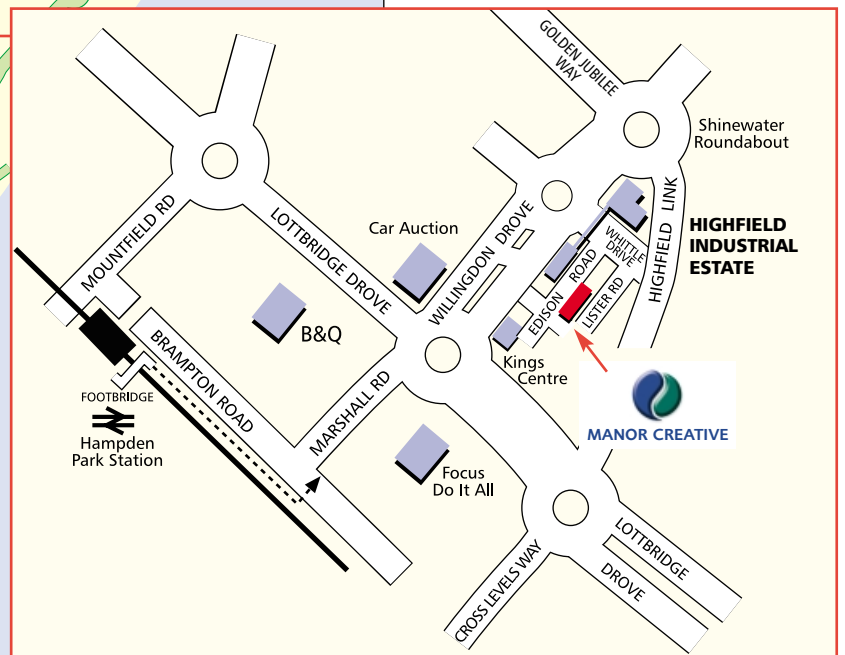 GOLDEN JUBILEE
WAY
Shinewater
Roundabout
MOUNTFIELD RD
LOTTBRIDGE DROVE
Car Auction
WILLINGDON DROVE
HIGHFIELD LINK
HIGHFIELD
INDUSTRIAL
ESTATE
WHITTLE
DRIVE
EDISON ROAD
LISTER RD
B&Q
BRAMPTON ROAD
MARSHALL RD
Kings
Centre
MANOR CREATIVE
FOOTBRIDGE
Hampden
Park Station
Focus
Do It All
LOTTBRIDGE
DROVE
CROSS LEVELS WAY